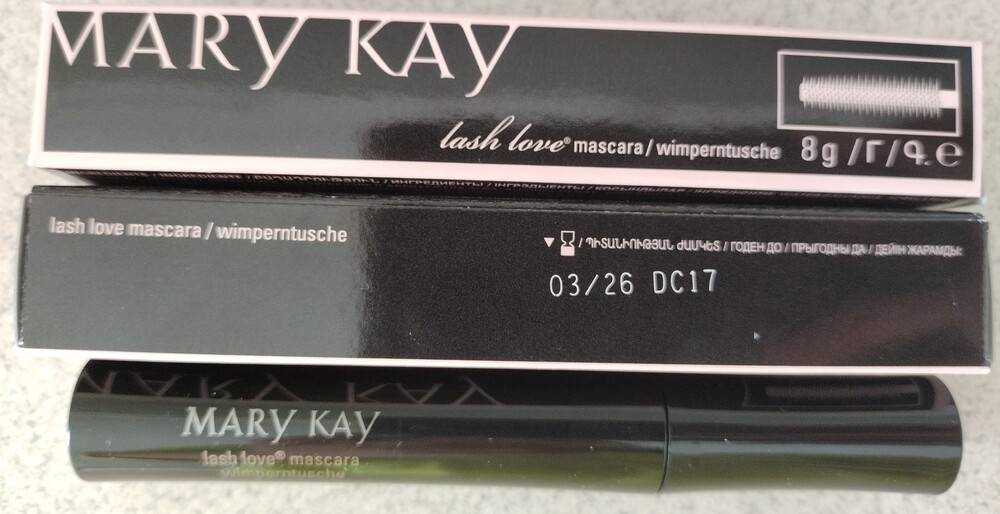 MARY KAY
lash love® mascara / wimperntusche 8 g / Г / Գ. ℮
lash love mascara / wimperntusche
/ ՊԻՏԱՆԻՈՒԹՅԱՆ ԺԱՄԿԵՏ / ГОДЕН ДО / ПРЫГОДНЫ ДА / ДЕЙІН ЖАРАМДЫ:
03/26 DC17
MARY KAY
lash love® mascara
wimperntusche